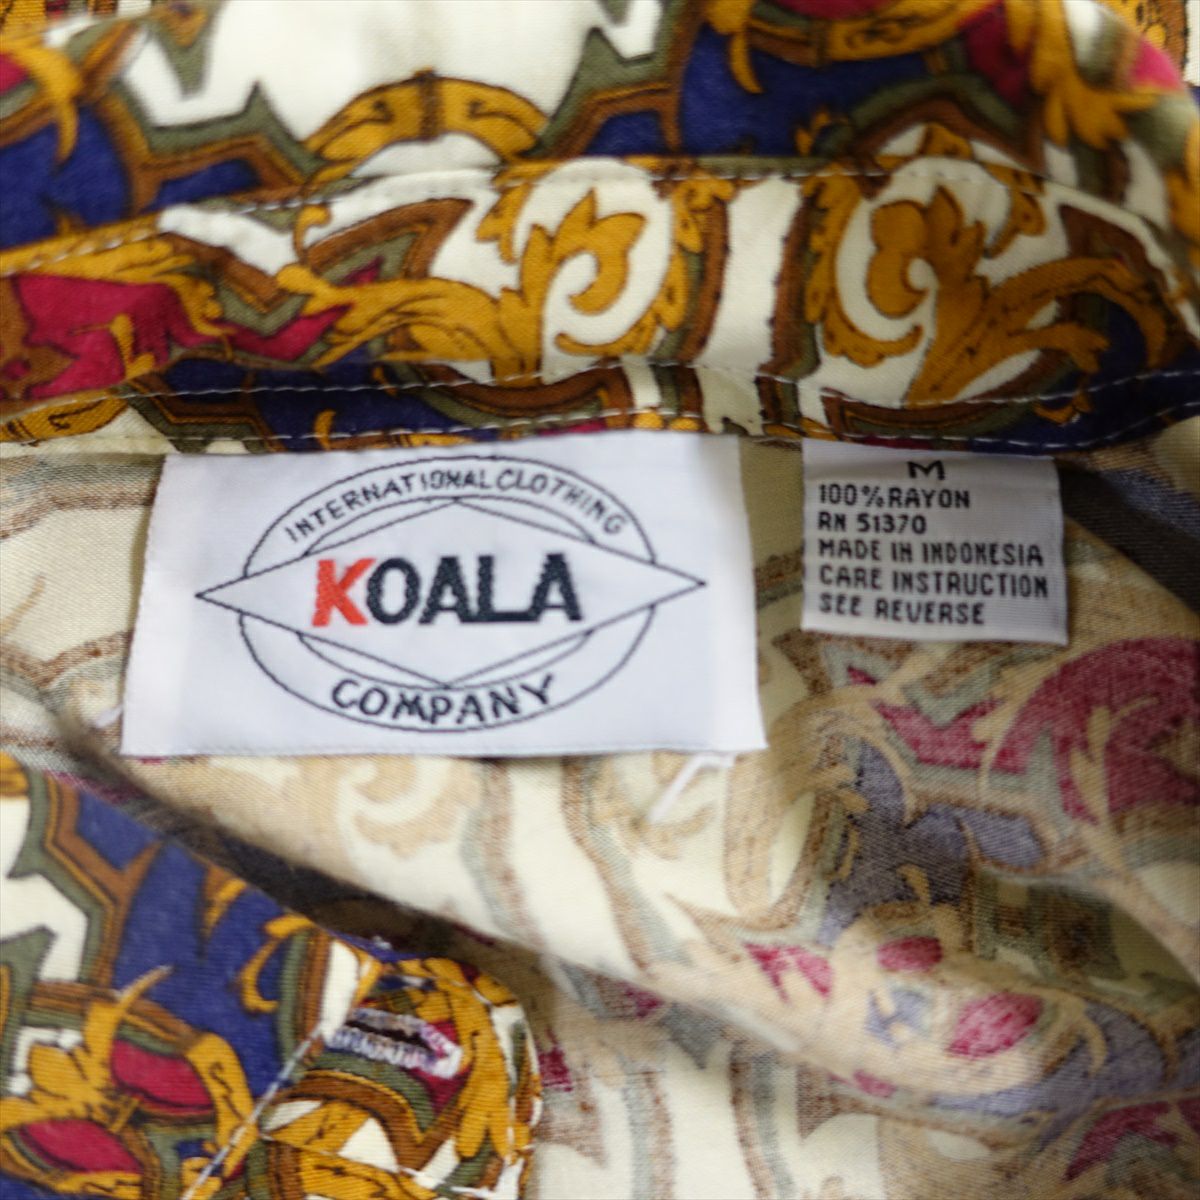 INTERNATIONAL CLOTHING
KOALA
COMPANY
M
100% RAYON
RN 51370
MADE IN INDONESIA
CARE INSTRUCTION
SEE REVERSE